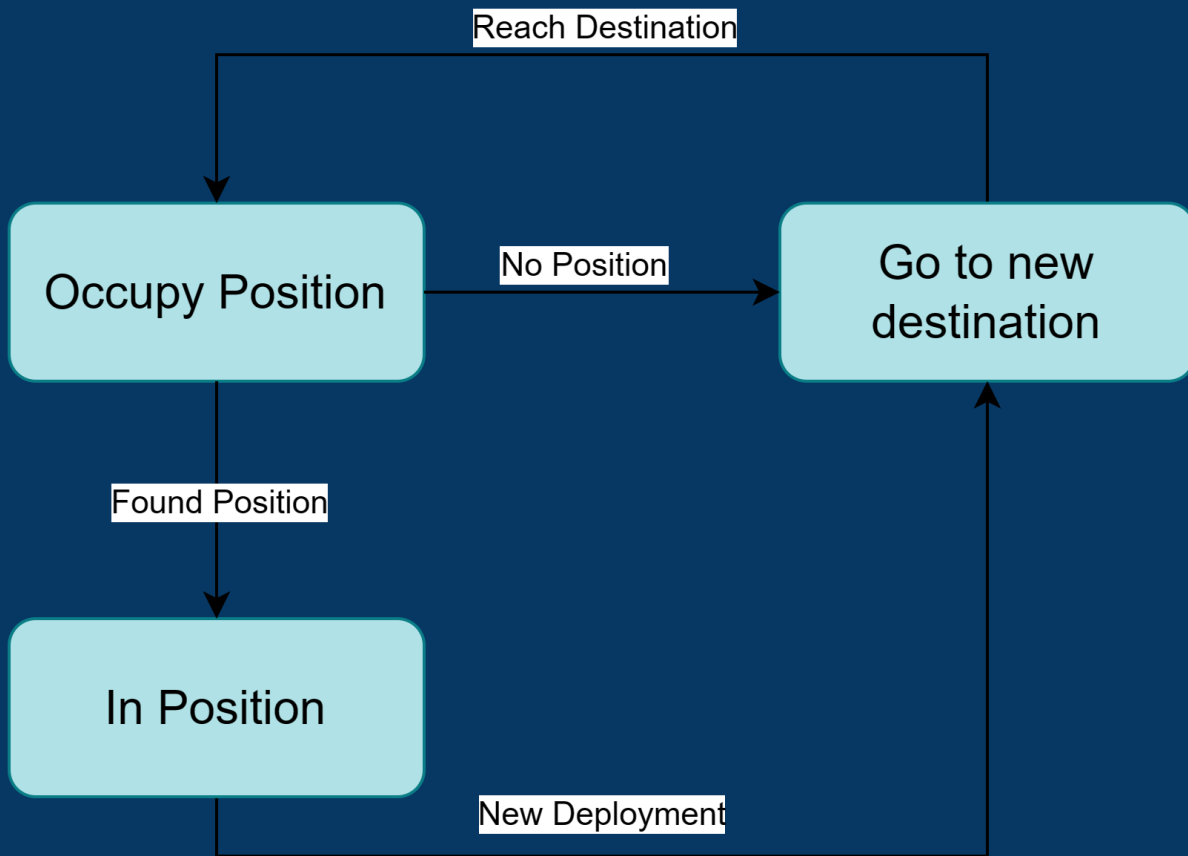 Reach Destination
Occupy Position
No Position
Go to new
destination
Found Position
In Position
New Deployment